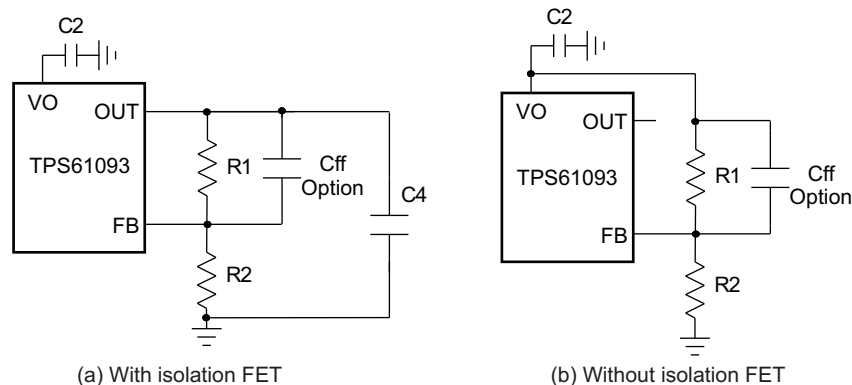 C2
VO
OUT
TPS61093
R1
Cff
Option
C4
FB
R2
(a) With isolation FET
C2
VO
OUT
TPS61093
R1
Cff
Option
FB
R2
(b) Without isolation FET